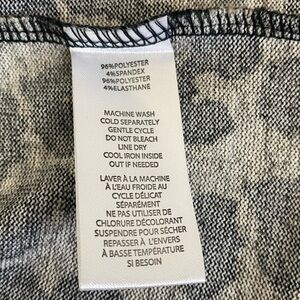 96%POLYESTER
4%SPANDEX
96%POLYESTER
4%ELASTHANE
MACHINE WASH
COLD SEPARATELY
GENTLE CYCLE
DO NOT BLEACH
LINE DRY
COOL IRON INSIDE
OUT IF NEEDED
LAVER À LA MACHINE
À L'EAU FROIDE AU
CYCLE DÉLICAT
SÉPARÉMENT
NE PAS UTILISER DE
CHLORURE DÉCOLORANT
SUSPENDRE POUR SÉCHER
REPASSER À L'ENVERS
À BASSE TEMPÉRATURE
SI BESOIN